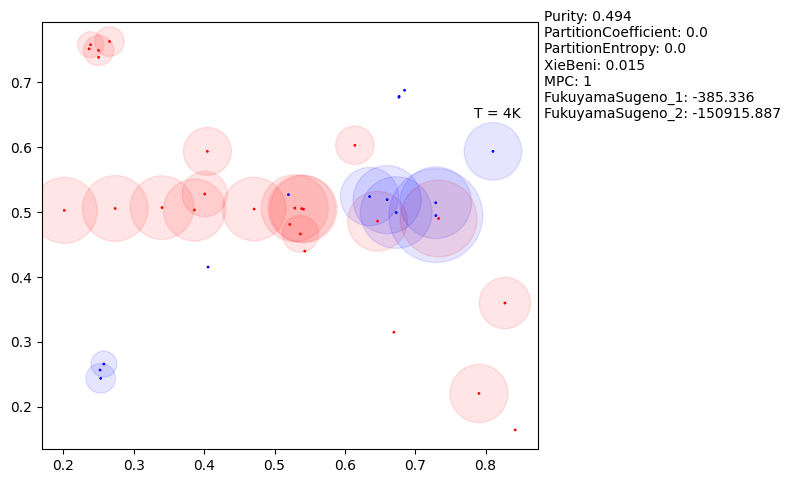 Purity: 0.494
PartitionCoefficient: 0.0
PartitionEntropy: 0.0
XieBeni: 0.015
MPC: 1
FukuyamaSugeno_1: -385.336
FukuyamaSugeno_2: -150915.887
T = 4K
0.7
0.6
0.5
0.4
0.3
0.2
0.2 0.3 0.4 0.5 0.6 0.7 0.8